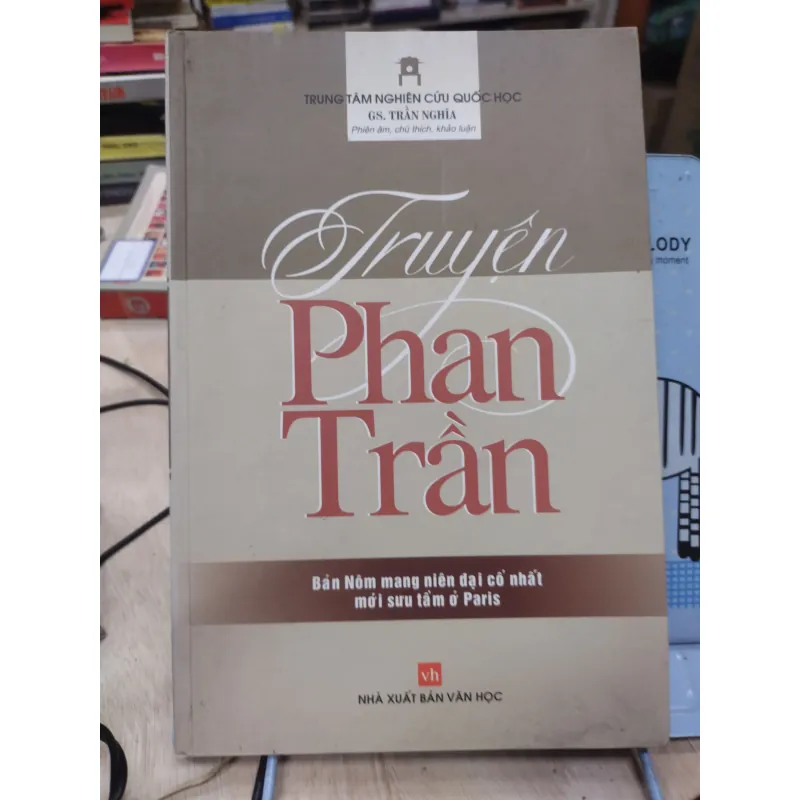 TRUNG TÂM NGHIÊN CỨU QUỐC HỌC
GS. TRẦN NGHĨA
Phiên âm, chú thích, khảo luận
Truyện
Phan
Trần
Bản Nôm mang niên đại cổ nhất
mới sưu tầm ở Paris
vh
NHÀ XUẤT BẢN VĂN HỌC
LODY
moment